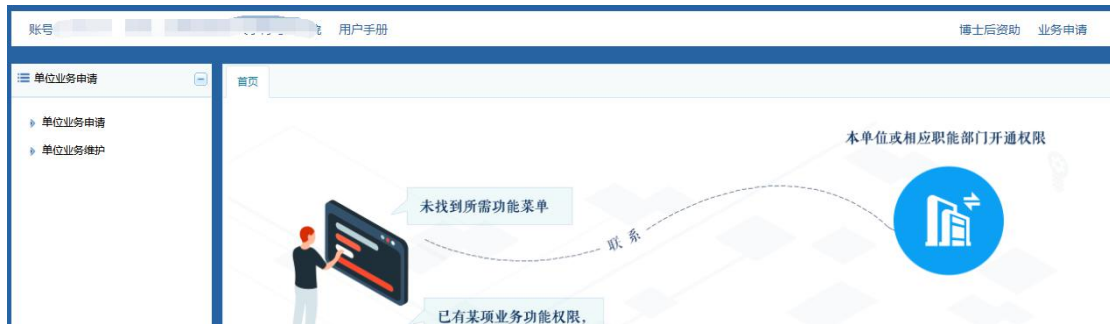 账号 用户手册 博士后资助 业务申请
单位业务申请
首页
单位业务申请
单位业务维护
本单位或相应职能部门开通权限
未找到所需功能菜单
联系
已有某项业务功能权限，